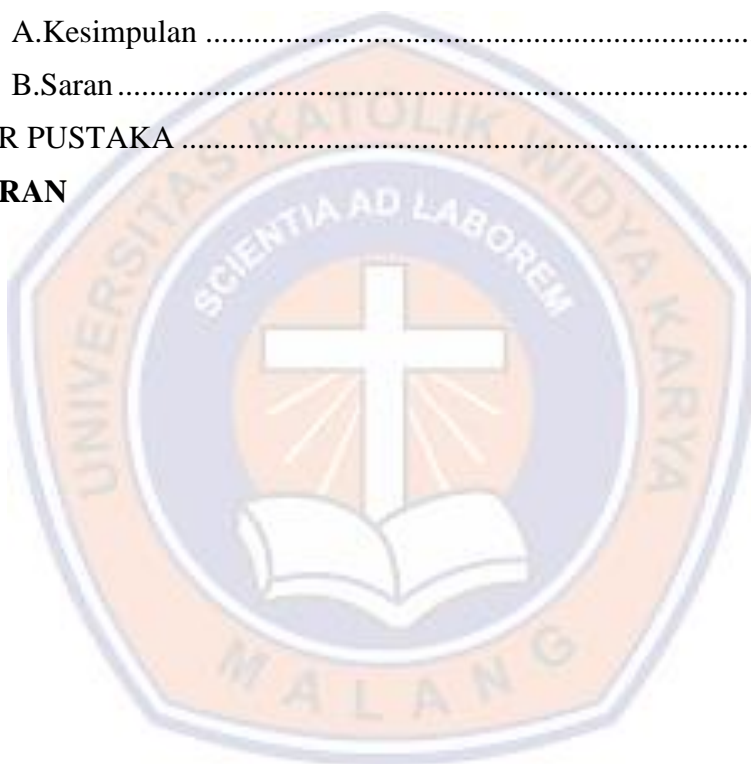 A.Kesimpulan ....................................................................
B.Saran ..................................................................................
R PUSTAKA ........................................................................
RAN
UNIVERSITAS KATOLIK WIDYA KARYA
SCIENTIA AD LABOREM
MALANG